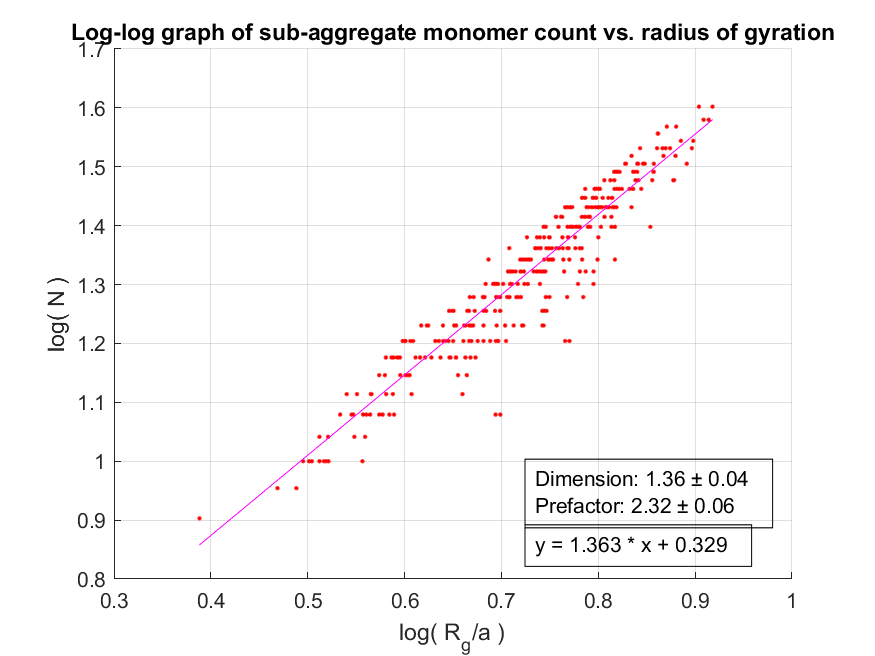 Log-log graph of sub-aggregate monomer count vs. radius of gyration
1.7
1.6
1.5
1.4
1.3
1.2
1.1
1
0.9
0.8
log( N )
Dimension: 1.36 ± 0.04
Prefactor: 2.32 ± 0.06
y = 1.363 * x + 0.329
0.3 0.4 0.5 0.6 0.7 0.8 0.9 1
log( Rg/a )